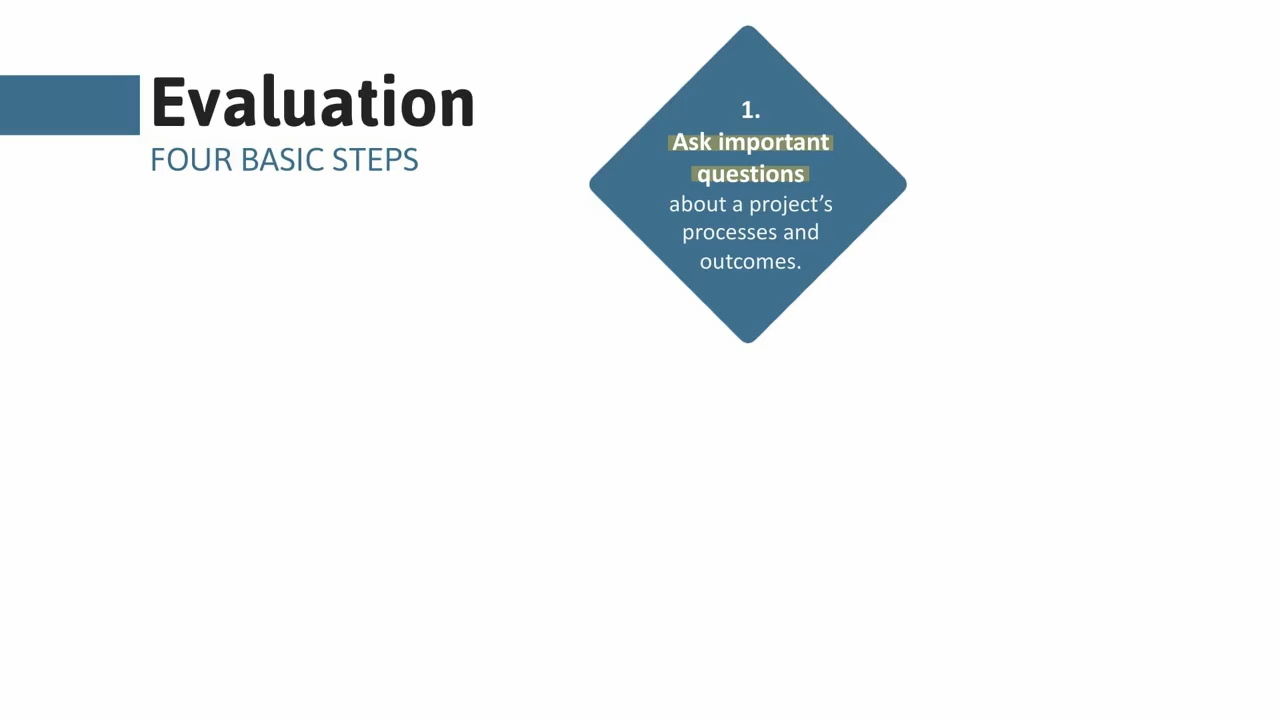 Evaluation
FOUR BASIC STEPS
1.
Ask important
questions
about a project’s
processes and
outcomes.